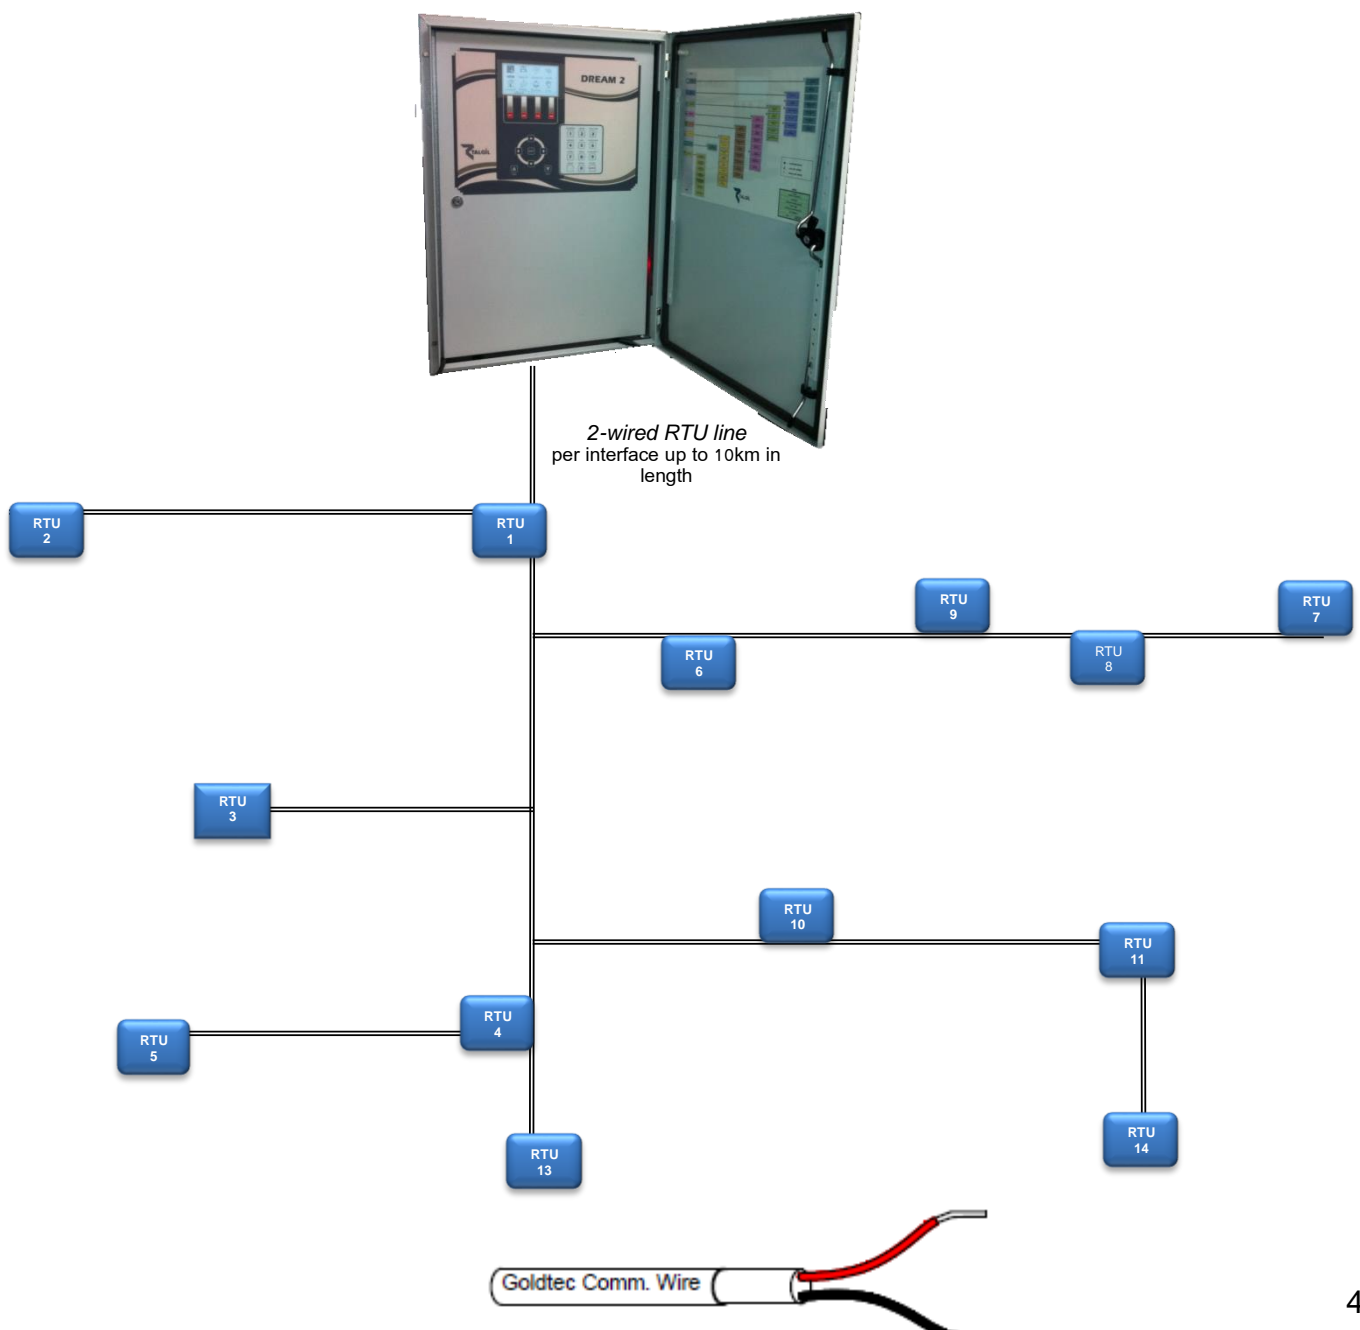 DREAM 2
TALGIL
2-wired RTU line
per interface up to 10km in
length
RTU
2
RTU
1
RTU
9
RTU
7
RTU
6
RTU
8
RTU
3
RTU
10
RTU
11
RTU
4
RTU
5
RTU
14
RTU
13
Goldtec Comm. Wire
4